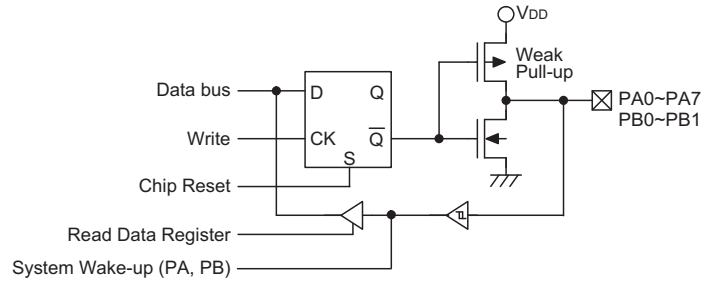 VDD
Weak
Pull-up
Data bus
D
Q
PA0~PA7
PB0~PB1
Write
CK
Q
S
Chip Reset
Read Data Register
System Wake-up (PA, PB)